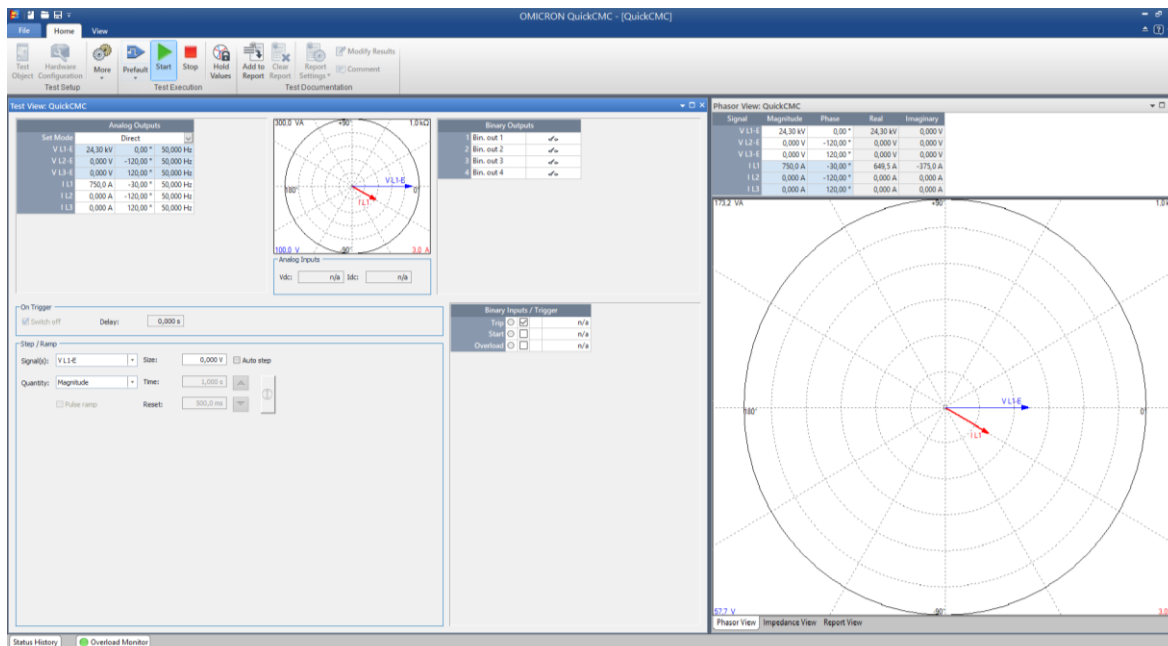 OMICRON QuickCMC - [QuickCMC]
File Home View
Test Object
Hardware Configuration
More
Prefault
Start
Stop
Hold Values
Add to Report
Clear Report
Report Settings
Modify Results
Comment
Test Setup
Test Execution
Test Documentation
Test View: QuickCMC
Analog Outputs
Set Mode Direct
V L1-E 24,30 kV 0,00 ° 50,000 Hz
V L2-E 0,000 V -120,00 ° 50,000 Hz
V L3-E 0,000 V 120,00 ° 50,000 Hz
I L1 750,0 A -30,00 ° 50,000 Hz
I L2 0,000 A -120,00 ° 50,000 Hz
I L3 0,000 A 120,00 ° 50,000 Hz
300.0 VA +90° 1,0 kΩ
180° 0°
V L1-E
I L1
100.0 V -90° 3.0 A
Analog Inputs
Vdc: n/a Idc: n/a
Binary Outputs
1 Bin. out 1
2 Bin. out 2
3 Bin. out 3
4 Bin. out 4
On Trigger
Switch off Delay: 0,000 s
Step / Ramp
Signal(s): V L1-E Size: 0,000 V Auto step
Quantity: Magnitude Time: 1,000 s
Pulse ramp Reset: 500,0 ms
Binary Inputs / Trigger
Trip n/a
Start n/a
Overload n/a
Phasor View: QuickCMC
Signal Magnitude Phase Real Imaginary
V L1-E 24,30 kV 0,00 ° 24,30 kV 0,000 V
V L2-E 0,000 V -120,00 ° 0,000 V 0,000 V
V L3-E 0,000 V 120,00 ° 0,000 V 0,000 V
I L1 750,0 A -30,00 ° 649,5 A -375,0 A
I L2 0,000 A -120,00 ° 0,000 A 0,000 A
I L3 0,000 A 120,00 ° 0,000 A 0,000 A
173,2 VA +90°
180° 0°
V L1-E
I L1
57.7 V -90°
Phasor View Impedance View Report View
Status History Overload Monitor